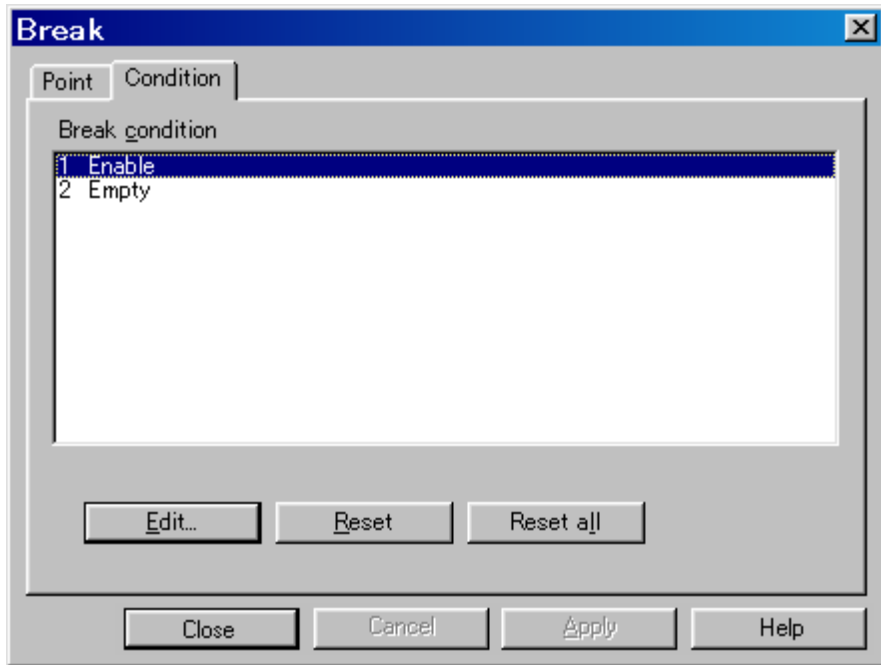 Break
Point Condition
Break condition
1 Enable
2 Empty
Edit... Reset Reset all
Close Cancel Apply Help